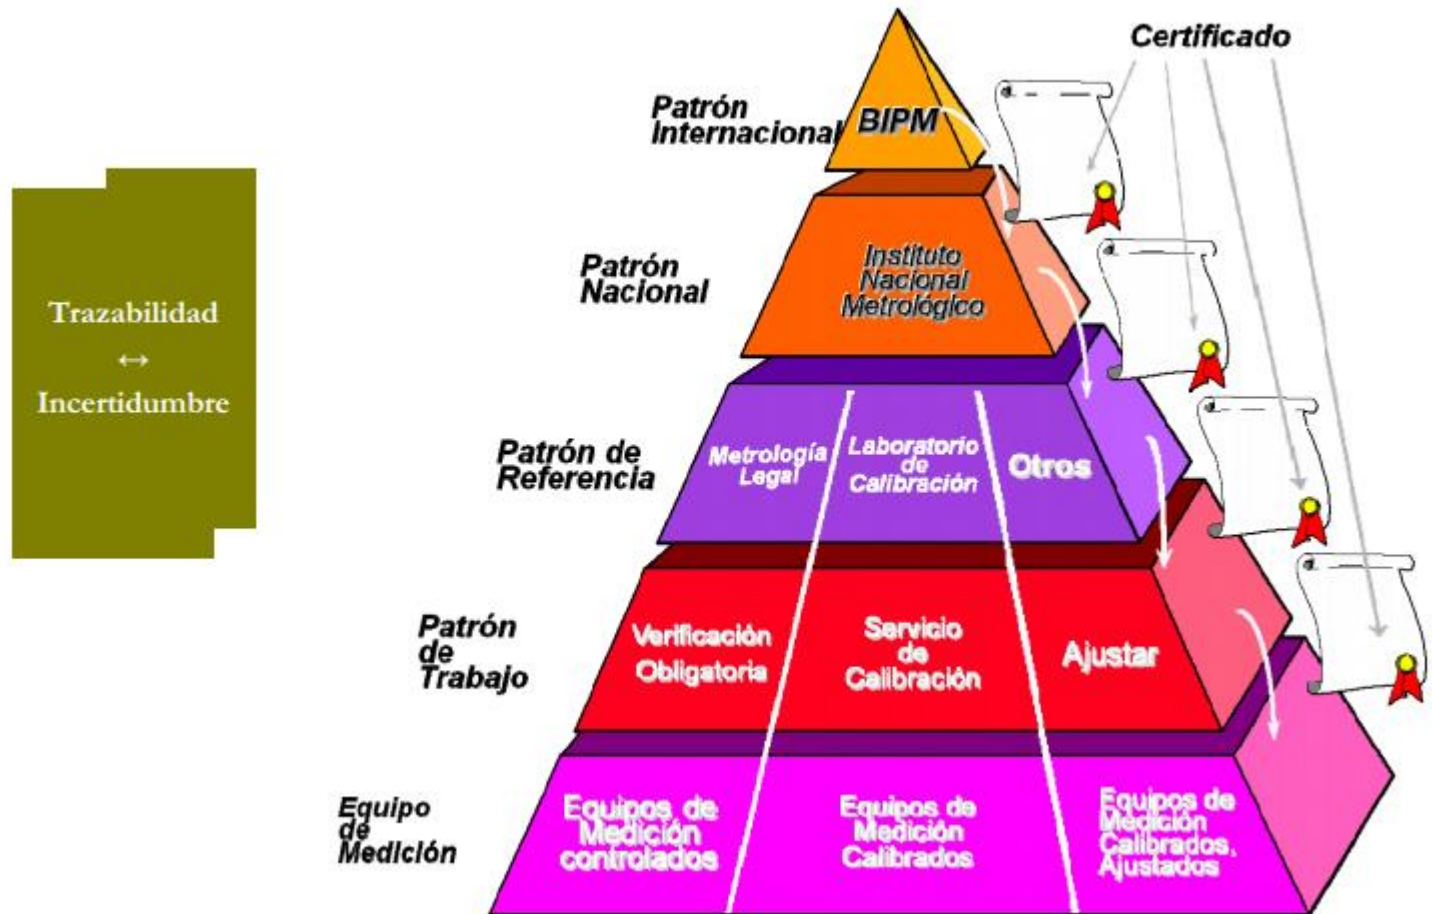 Certificado
Patrón
Internacional
BIPM
Patrón
Nacional
Instituto
Nacional
Metrológico
Trazabilidad
↔
Incertidumbre
Patrón de
Referencia
Metrología
Legal
Laboratorio
de
Calibración
Otros
Patrón
de
Trabajo
Verificación
Obligatoria
Servicio
de
Calibración
Ajustar
Equipo
de
Medición
Equipos de
Medición
controlados
Equipos de
Medición
Calibrados
Equipos de
Medición
Calibrados,
Ajustados